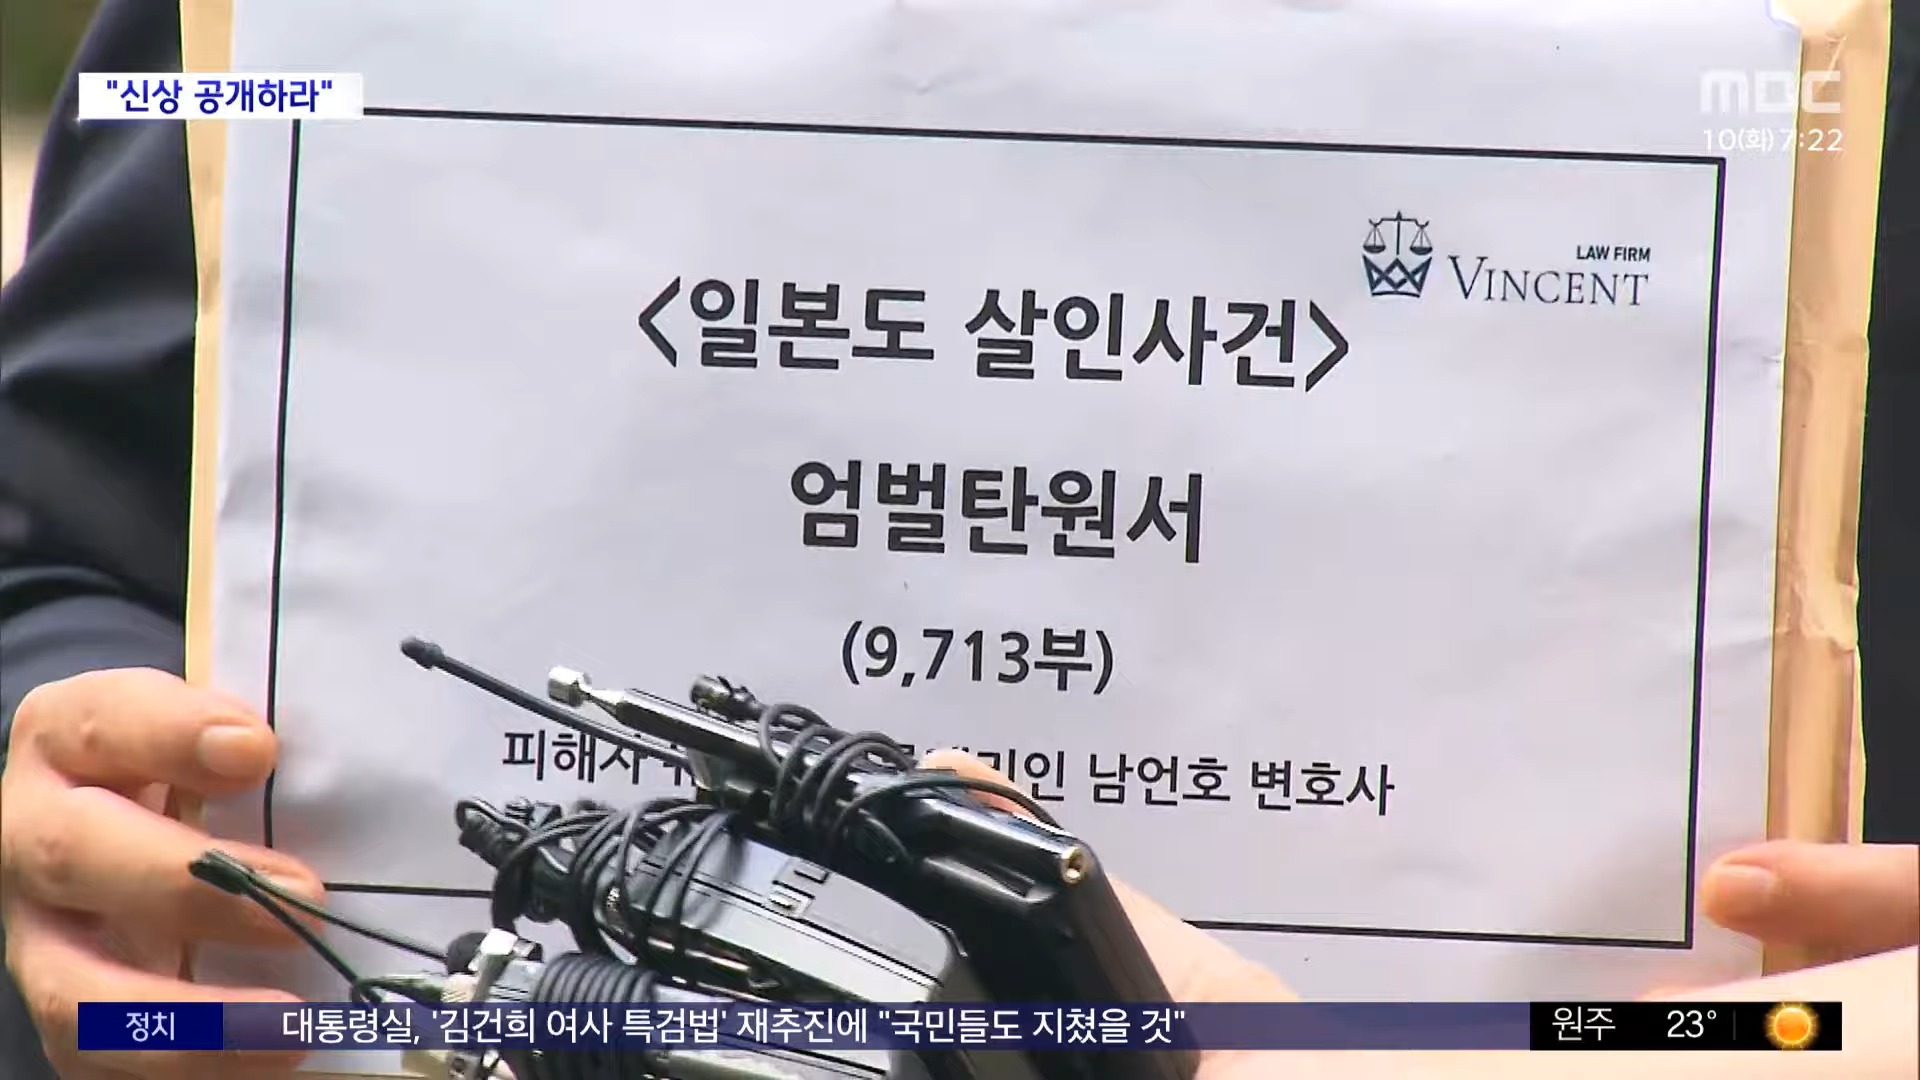 "신상 공개하라"
MBC
10(화) 7:22
LAW FIRM
VINCENT
<일본도 살인사건>
엄벌탄원서
(9,713부)
피해자 남언호 변호사
정치 대통령실, '김건희 여사 특검법' 재추진에 "국민들도 지쳤을 것" 원주 23°